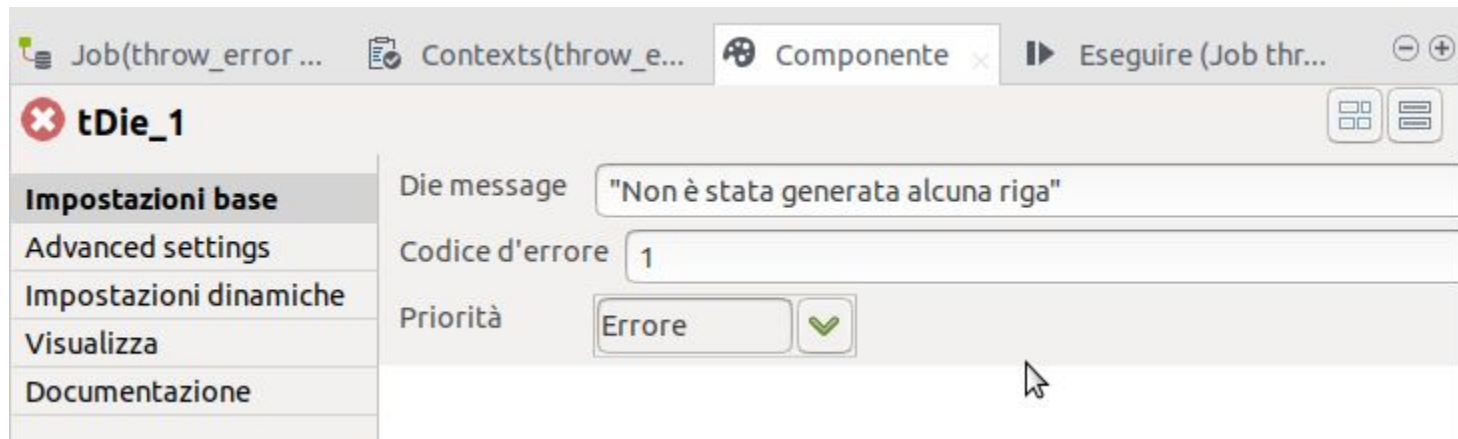 Job(throw_error ... Contexts(throw_e... Componente Eseguire (Job thr...
tDie_1
Impostazioni base
Advanced settings
Impostazioni dinamiche
Visualizza
Documentazione
Die message "Non è stata generata alcuna riga"
Codice d'errore 1
Priorità Errore